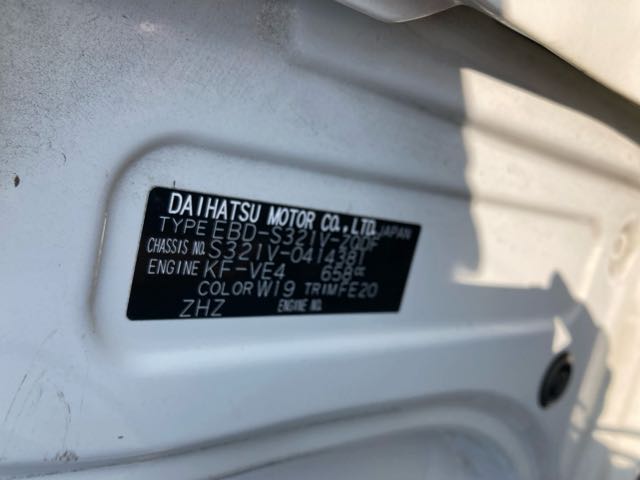 DAIHATSU MOTOR CO.,LTD. JAPAN
TYPE EBD-S321V-ZQDF
CHASSIS NO. S321V-0414381
ENGINE KF-VE4 658cc
COLOR W19 TRIM FE20
ZHZ ENGINE NO.